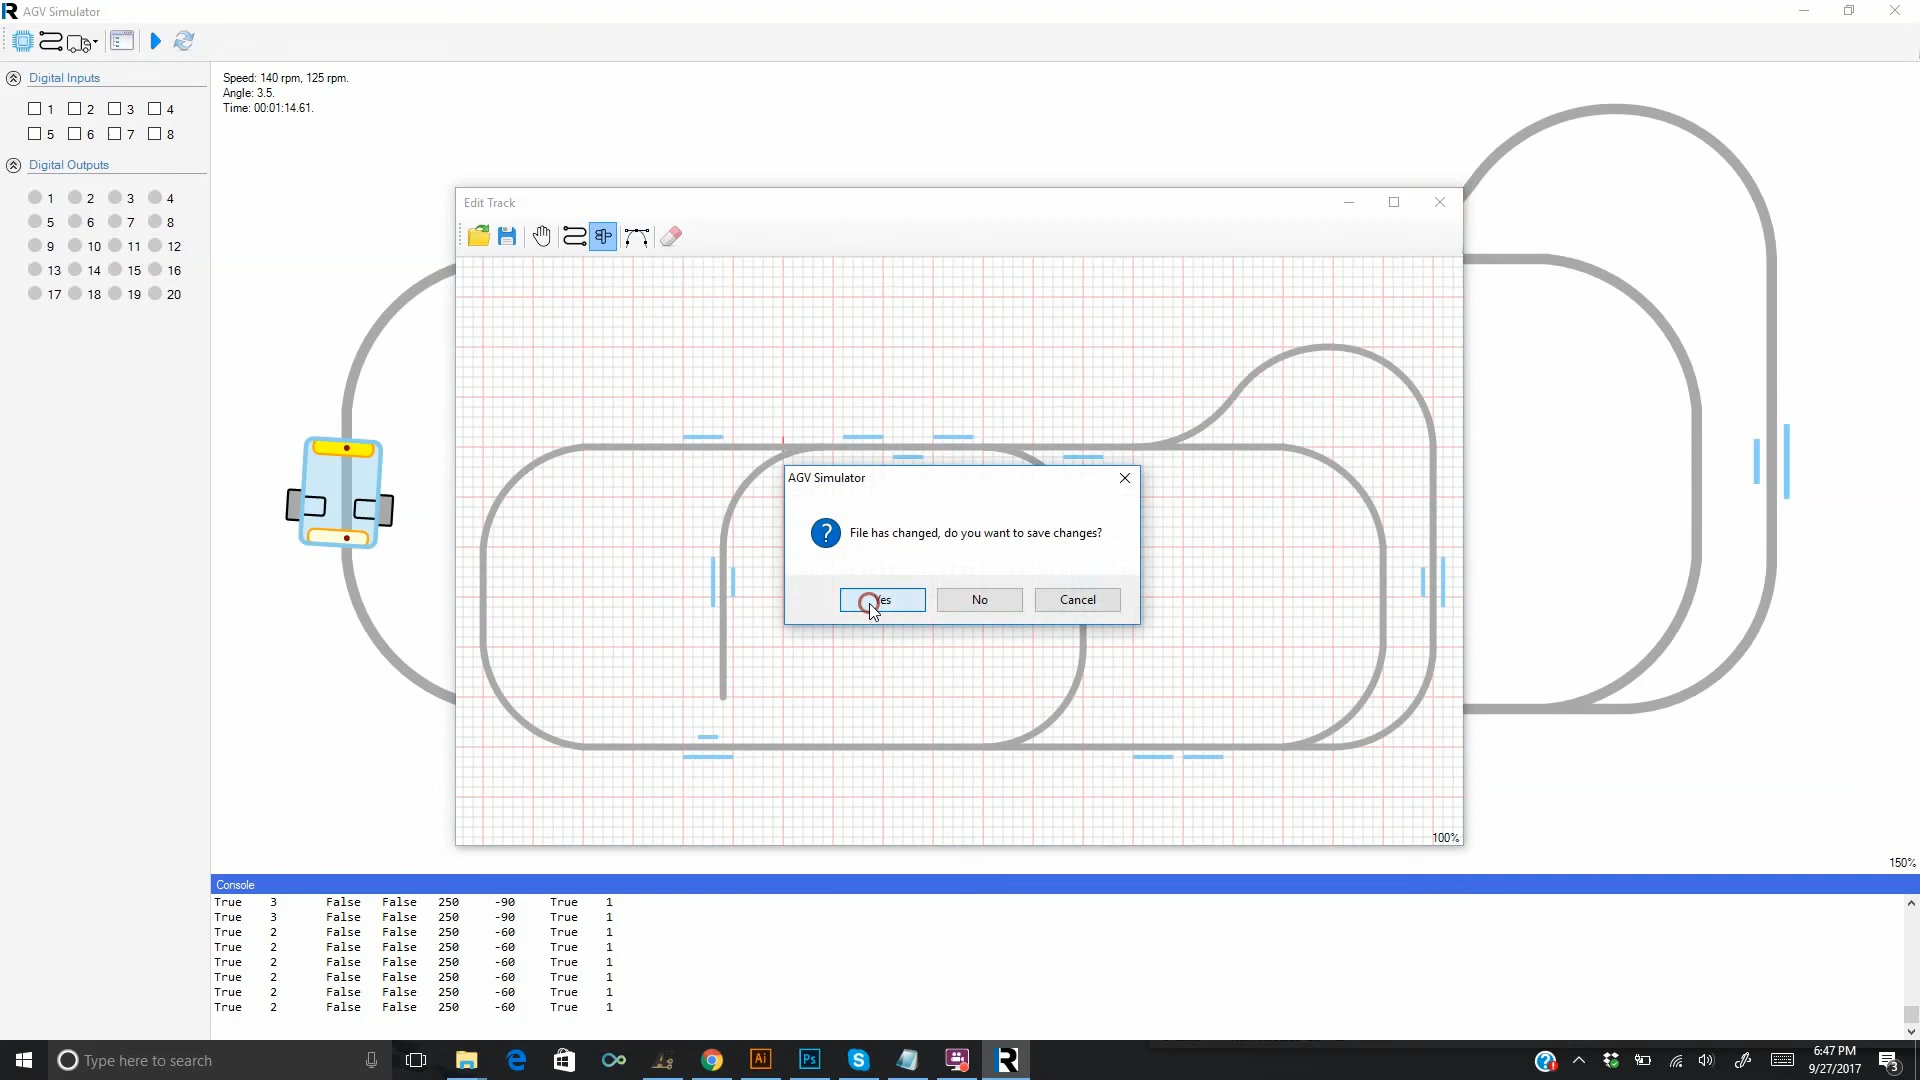 AGV Simulator
Digital Inputs
1 2 3 4
5 6 7 8
Digital Outputs
1 2 3 4
5 6 7 8
9 10 11 12
13 14 15 16
17 18 19 20
Speed: 140 rpm, 125 rpm.
Angle: 3.5.
Time: 00:01:14.61.
Edit Track
AGV Simulator
File has changed, do you want to save changes?
No Cancel
100%
150%
Console
True 3 False False 250 -90 True 1
True 3 False False 250 -90 True 1
True 2 False False 250 -60 True 1
True 2 False False 250 -60 True 1
True 2 False False 250 -60 True 1
True 2 False False 250 -60 True 1
True 2 False False 250 -60 True 1
True 2 False False 250 -60 True 1
Type here to search
Ai
Ps
6:47 PM
9/27/2017
3